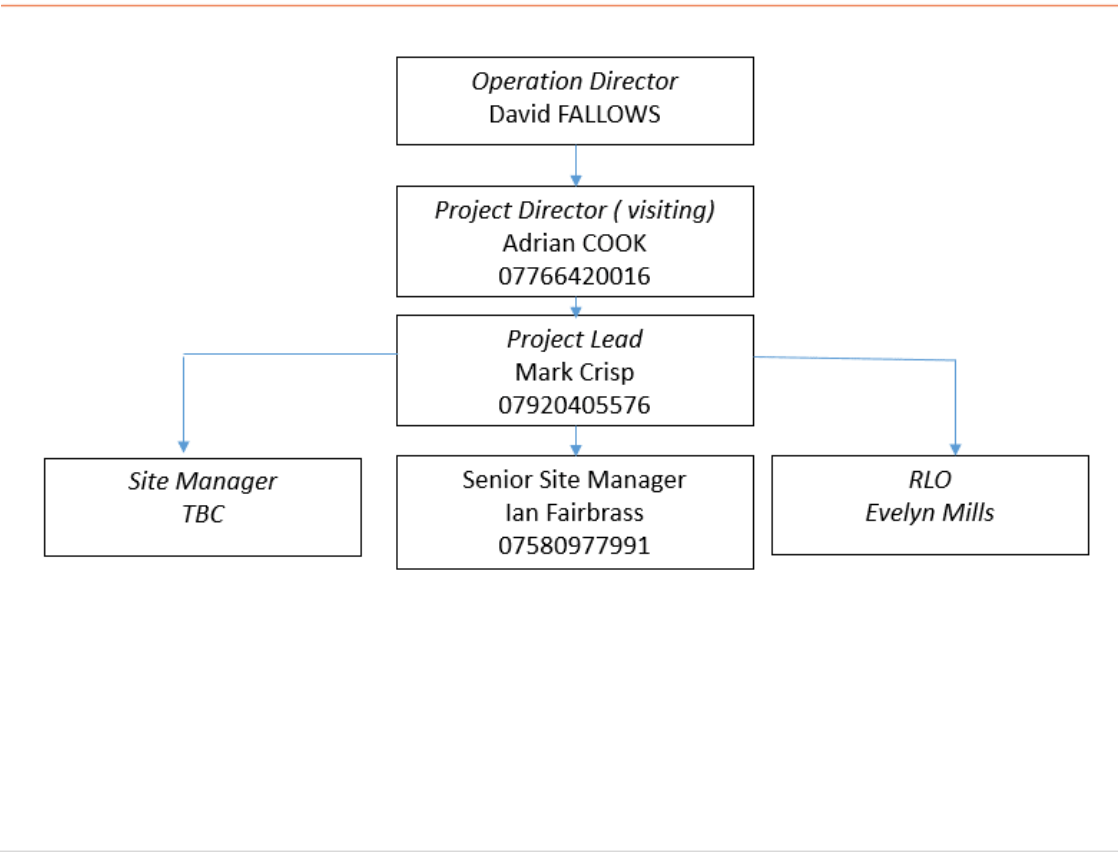 Operation Director
David FALLOWS
Project Director ( visiting)
Adrian COOK
07766420016
Project Lead
Mark Crisp
07920405576
Site Manager
TBC
Senior Site Manager
Ian Fairbrass
07580977991
RLO
Evelyn Mills